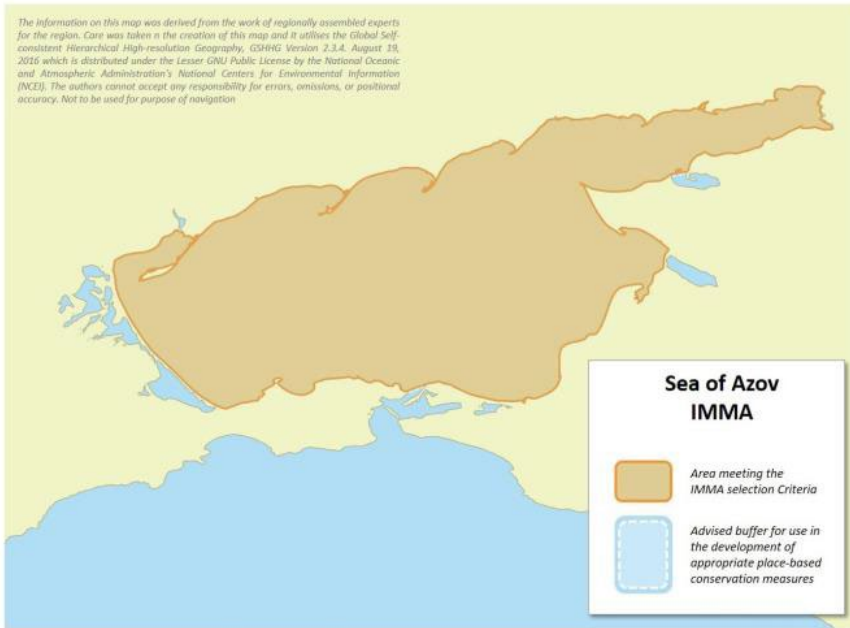 The information on this map was derived from the work of regionally assembled experts
for the region. Care was taken n the creation of this map and it utilises the Global Self-
consistent Hierarchical High-resolution Geography, GSHHG Version 2.3.4. August 19,
2016 which is distributed under the Lesser GNU Public License by the National Oceanic
and Atmospheric Administration's National Centers for Environmental Information
(NCEI). The authors cannot accept any responsibility for errors, omissions, or positional
accuracy. Not to be used for purpose of navigation
Sea of Azov
IMMA
Area meeting the
IMMA selection Criteria
Advised buffer for use in
the development of
appropriate place-based
conservation measures